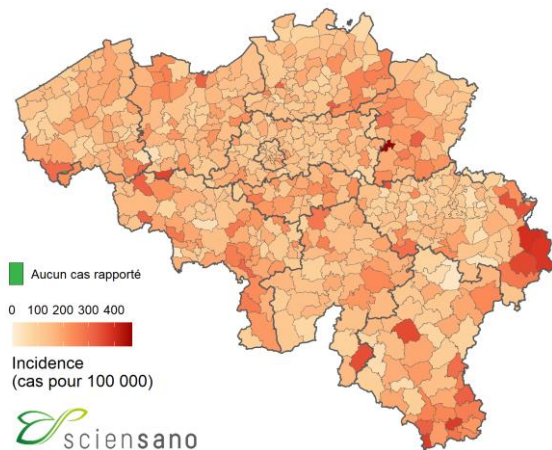 Aucun cas rapporté
0 100 200 300 400
Incidence
(cas pour 100 000)
sciensano